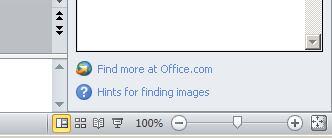 Find more at Office.com
Hints for finding images
100%